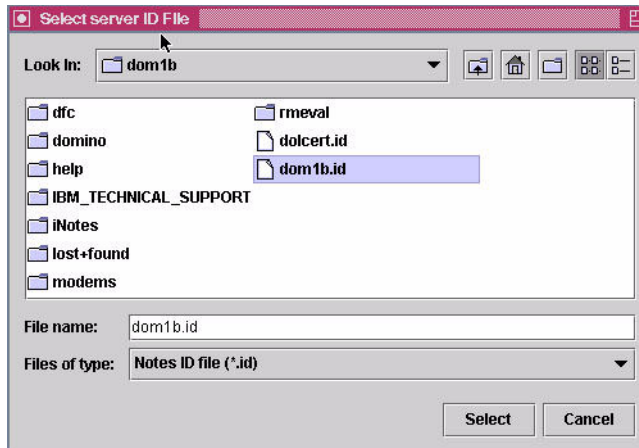 Select server ID File
Look In: dom1b
dfc
domino
help
IBM_TECHNICAL_SUPPORT
iNotes
lost+found
modems
rmeval
dolcert.id
dom1b.id
File name: dom1b.id
Files of type: Notes ID file (*.id)
Select Cancel